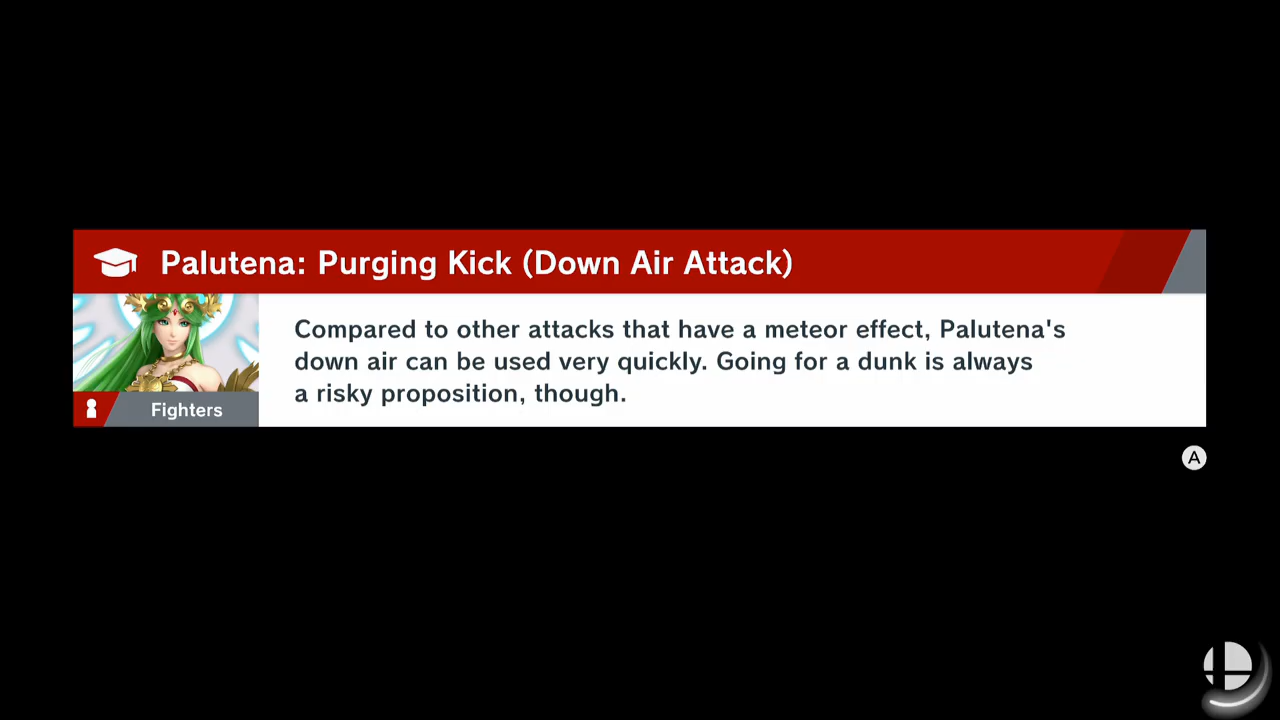 Palutena: Purging Kick (Down Air Attack)
Compared to other attacks that have a meteor effect, Palutena's
down air can be used very quickly. Going for a dunk is always
a risky proposition, though.
Fighters
A